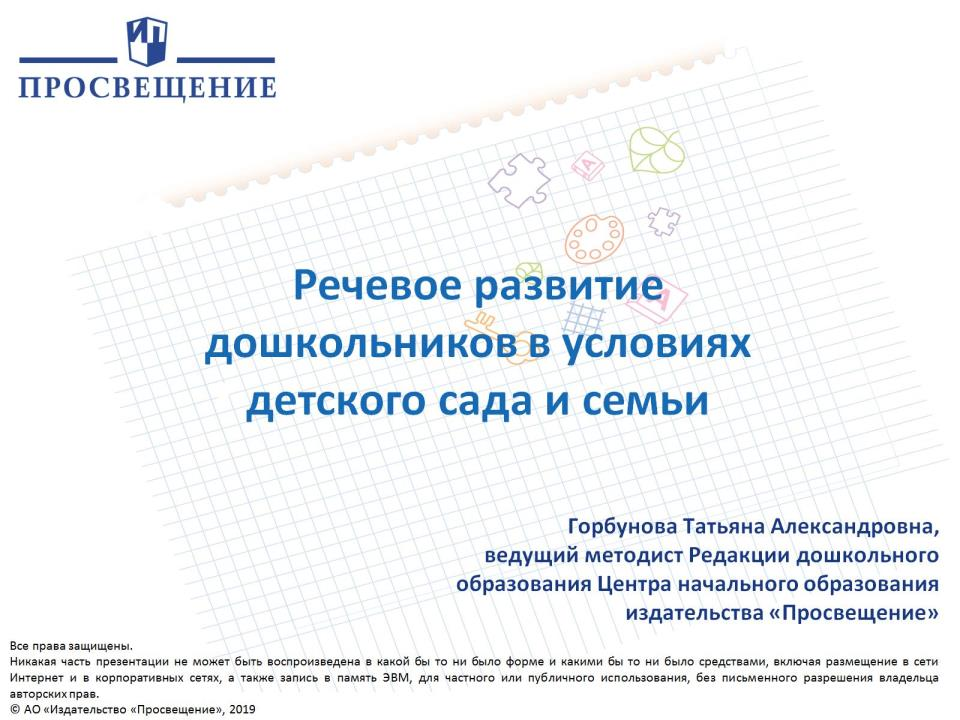 ИП
ПРОСВЕЩЕНИЕ
А
А
Речевое развитие
дошкольников в условиях
детского сада и семьи
Горбунова Татьяна Александровна,
ведущий методист Редакции дошкольного
образования Центра начального образования
издательства «Просвещение»
Все права защищены.
Никакая часть презентации не может быть воспроизведена в какой бы то ни было форме и какими бы то ни было средствами, включая размещение в сети
Интернет и в корпоративных сетях, а также запись в память ЭВМ, для частного или публичного использования, без письменного разрешения владельца
авторских прав.
© АО «Издательство «Просвещение», 2019